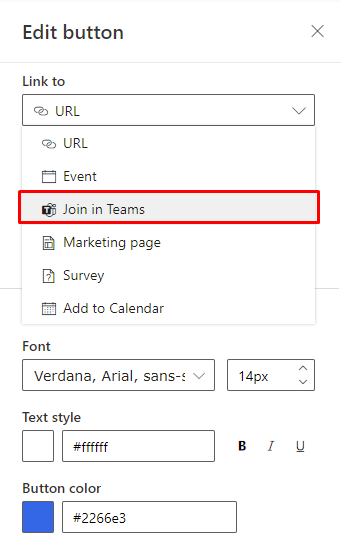 Edit button
Link to
URL
URL
Event
Join in Teams
Marketing page
Survey
Add to Calendar
Font
Verdana, Arial, sans-s
14px
Text style
#ffffff
B I U
Button color
#2266e3